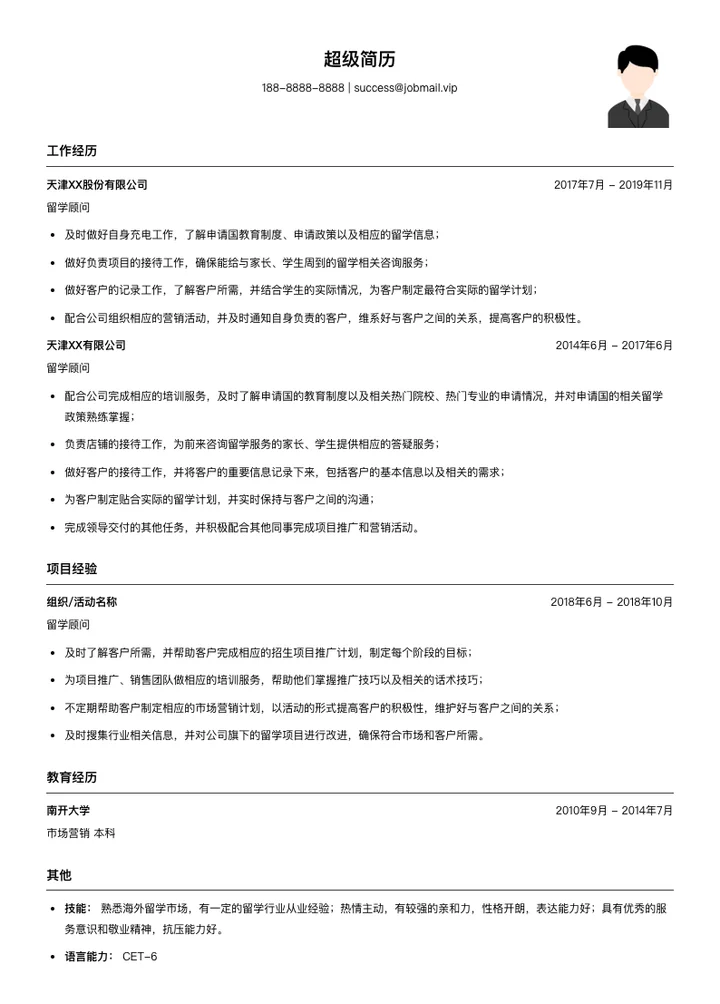 超级简历
188-8888-8888 | success@jobmail.vip
工作经历
天津XX股份有限公司 2017年7月 – 2019年11月
留学顾问
• 及时做好自身充电工作，了解申请国教育制度、申请政策以及相应的留学信息；
• 做好负责项目的接待工作，确保能给与家长、学生周到的留学相关咨询服务；
• 做好客户的记录工作，了解客户所需，并结合学生的实际情况，为客户制定最符合实际的留学计划；
• 配合公司组织相应的营销活动，并及时通知自身负责的客户，维系好与客户之间的关系，提高客户的积极性。
天津XX有限公司 2014年6月 – 2017年6月
留学顾问
• 配合公司完成相应的培训服务，及时了解申请国的教育制度以及相关热门院校、热门专业的申请情况，并对申请国的相关留学
政策熟练掌握；
• 负责店铺的接待工作，为前来咨询留学服务的家长、学生提供相应的答疑服务；
• 做好客户的接待工作，并将客户的重要信息记录下来，包括客户的基本信息以及相关的需求；
• 为客户制定贴合实际的留学计划，并实时保持与客户之间的沟通；
• 完成领导交付的其他任务，并积极配合其他同事完成项目推广和营销活动。
项目经验
组织/活动名称 2018年6月 – 2018年10月
留学顾问
• 及时了解客户所需，并帮助客户完成相应的招生项目推广计划，制定每个阶段的目标；
• 为项目推广、销售团队做相应的培训服务，帮助他们掌握推广技巧以及相关的话术技巧；
• 不定期帮助客户制定相应的市场营销计划，以活动的形式提高客户的积极性，维护好与客户之间的关系；
• 及时搜集行业相关信息，并对公司旗下的留学项目进行改进，确保符合市场和客户所需。
教育经历
南开大学 2010年9月 – 2014年7月
市场营销 本科
其他
• 技能： 熟悉海外留学市场，有一定的留学行业从业经验；热情主动，有较强的亲和力，性格开朗，表达能力好；具有优秀的服
务意识和敬业精神，抗压能力好。
• 语言能力： CET-6